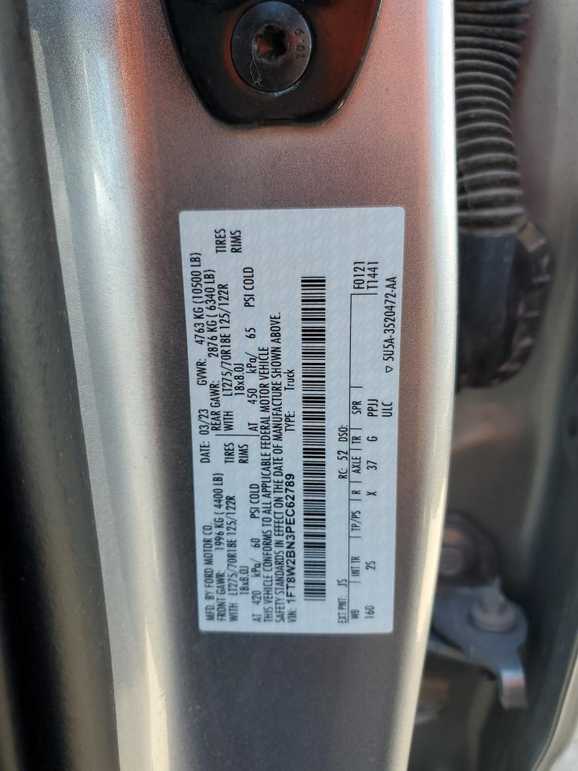 10.9
MFD. BY FORD MOTOR CO.
DATE: 03/23 GVWR: 4763 KG (10500 LB)
FRONT GAWR: 1996 KG (4400 LB) REAR GAWR: 2876 KG (6340 LB)
WITH LT275/70R18E 125/122R TIRES WITH LT275/70R18E 125/122R TIRES
18x8.0J RIMS 18x8.0J RIMS
AT 420 kPa/ 60 PSI COLD AT 450 kPa/ 65 PSI COLD
THIS VEHICLE CONFORMS TO ALL APPLICABLE FEDERAL MOTOR VEHICLE
SAFETY STANDARDS IN EFFECT ON THE DATE OF MANUFACTURE SHOWN ABOVE.
VIN: 1FT8W2BN3PEC62789 TYPE: Truck
EXT PNT: JS RC: 52 DSO: F0121
WB INT TR TP/PS R AXLE TR SPR T1441
160 2S X 37 G PPJJ
ULC ▽ 5U5A-3520472-AA